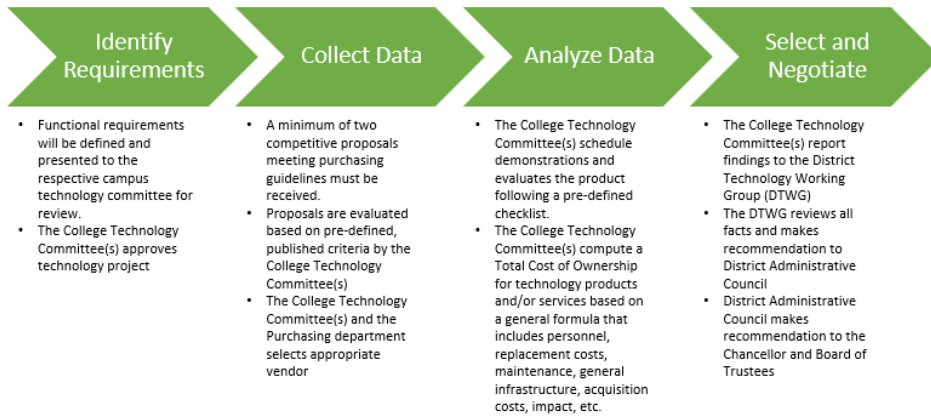 Identify
Requirements
• Functional requirements
will be defined and
presented to the
respective campus
technology committee for
review.
• The College Technology
Committee(s) approves
technology project
Collect Data
• A minimum of two
competitive proposals
meeting purchasing
guidelines must be
received.
• Proposals are evaluated
based on pre-defined,
published criteria by the
College Technology
Committee(s)
• The College Technology
Committee(s) and the
Purchasing department
selects appropriate
vendor
Analyze Data
• The College Technology
Committee(s) schedule
demonstrations and
evaluates the product
following a pre-defined
checklist.
• The College Technology
Committee(s) compute a
Total Cost of Ownership
for technology products
and/or services based on
a general formula that
includes personnel,
replacement costs,
maintenance, general
infrastructure, acquisition
costs, impact, etc.
Select and
Negotiate
• The College Technology
Committee(s) report
findings to the District
Technology Working
Group (DTWG)
• The DTWG reviews all
facts and makes
recommendation to
District Administrative
Council
• District Administrative
Council makes
recommendation to the
Chancellor and Board of
Trustees